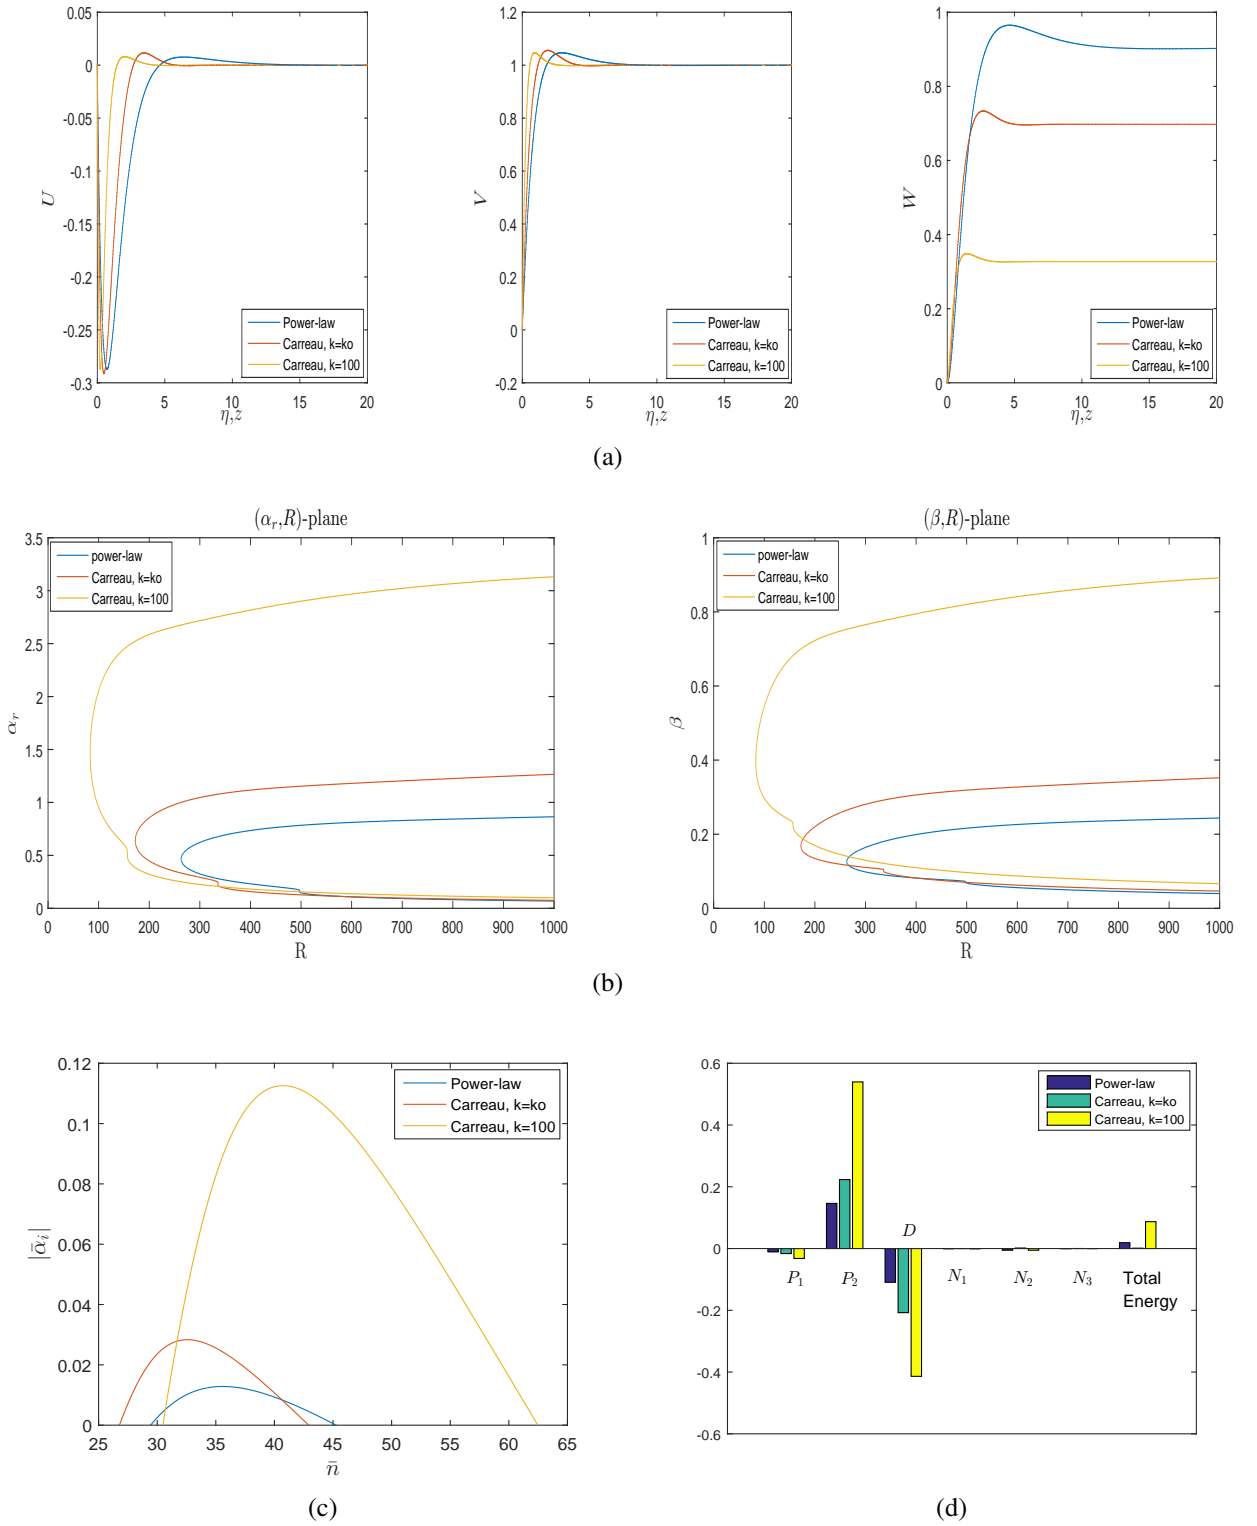 0.05
0
-0.05
-0.1
-0.15
-0.2
-0.25
-0.3
U
0 5 10 15 20
η,z
Power-law
Carreau, k=ko
Carreau, k=100
1.2
1
0.8
0.6
0.4
0.2
0
-0.2
V
0 5 10 15 20
η,z
Power-law
Carreau, k=ko
Carreau, k=100
1
0.8
0.6
0.4
0.2
0
W
0 5 10 15 20
η,z
Power-law
Carreau, k=ko
Carreau, k=100
(a)
(αᵣ,R)-plane
3.5
3
2.5
2
1.5
1
0.5
0
αᵣ
power-law
Carreau, k=ko
Carreau, k=100
0 100 200 300 400 500 600 700 800 900 1000
R
(β,R)-plane
1
0.8
0.6
0.4
0.2
0
β
power-law
Carreau, k=ko
Carreau, k=100
0 100 200 300 400 500 600 700 800 900 1000
R
(b)
0.12
0.1
0.08
0.06
0.04
0.02
0
|ᾱᵢ|
Power-law
Carreau, k=ko
Carreau, k=100
25 30 35 40 45 50 55 60 65
n̄
(c)
0.6
0.4
0.2
0
-0.2
-0.4
-0.6
Power-law
Carreau, k=ko
Carreau, k=100
D
P₁ P₂ N₁ N₂ N₃ Total
Energy
(d)